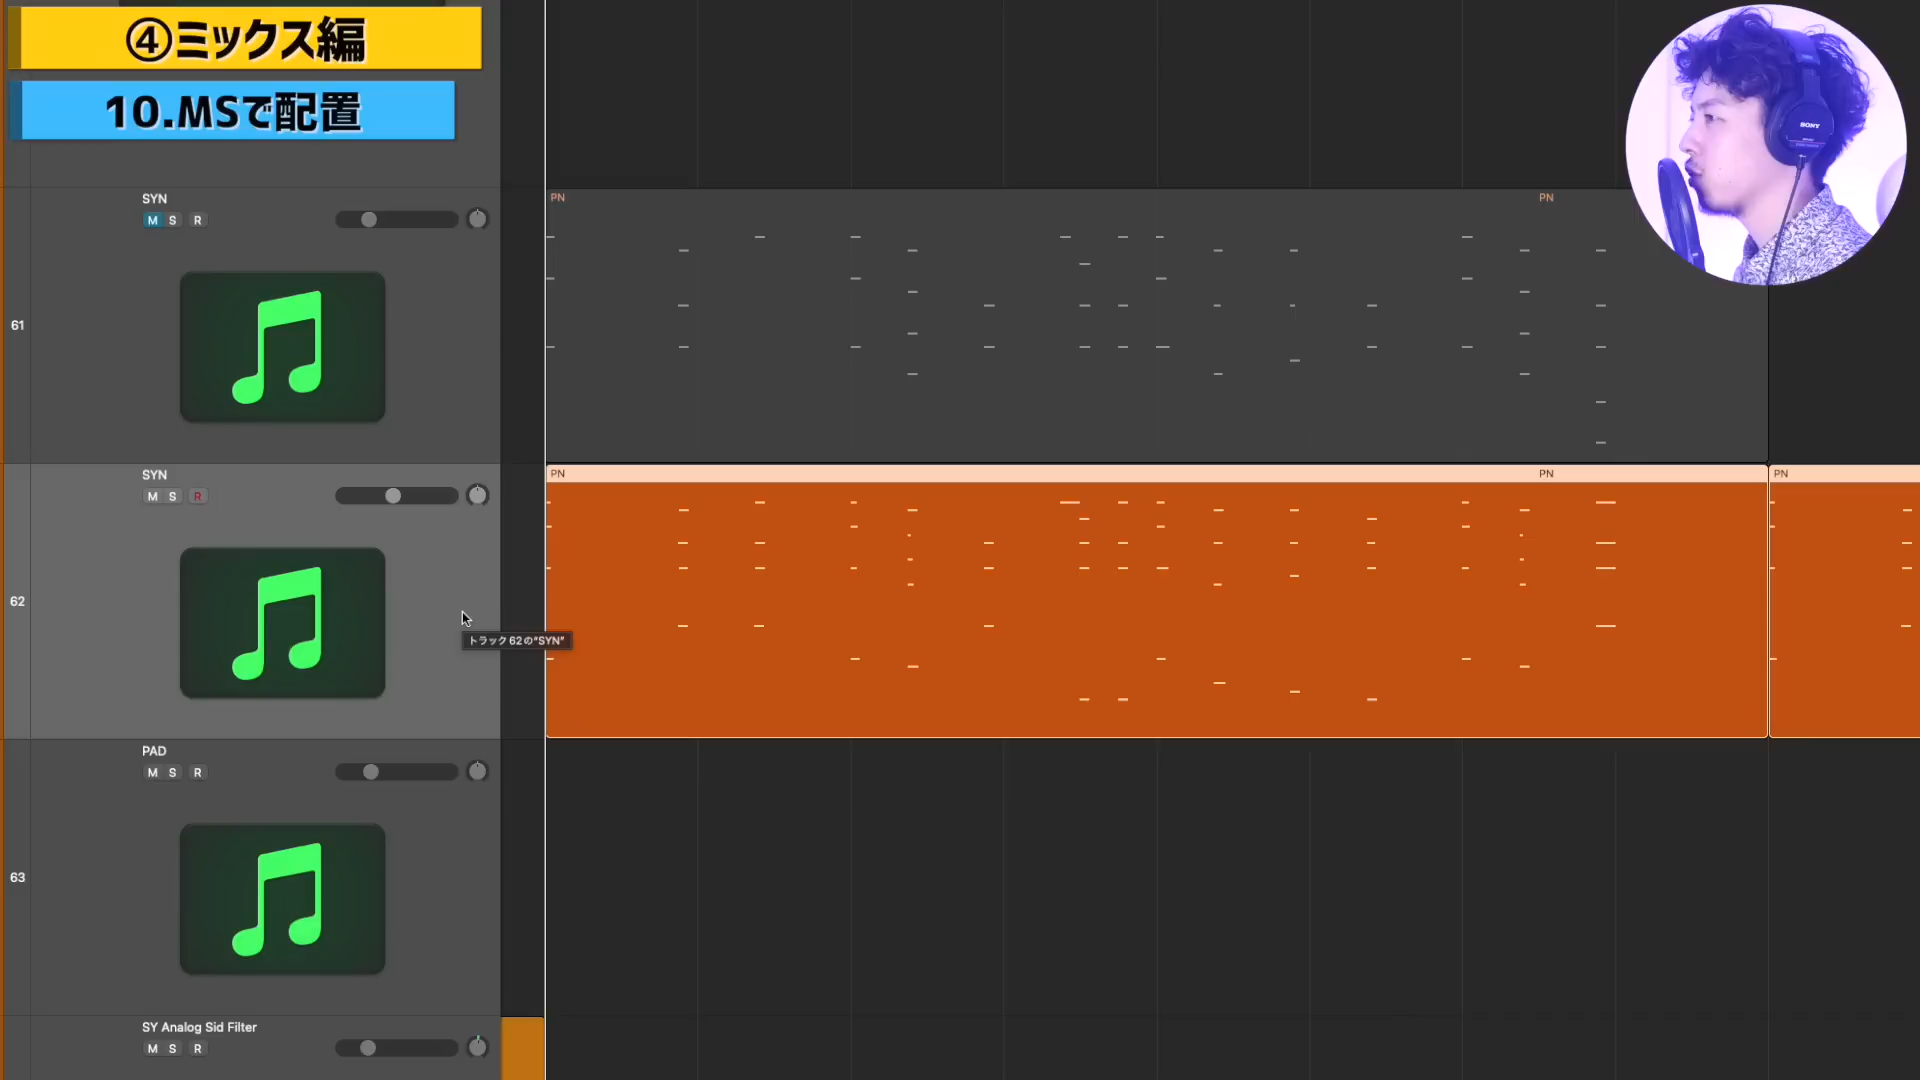 ④ミックス編
10.MSで配置
SYN
M S R
PN
PN
61
SONY
SYN
M S R
PN
PN
PN
62
トラック 62の"SYN"
PAD
M S R
63
SY Analog Sid Filter
M S R